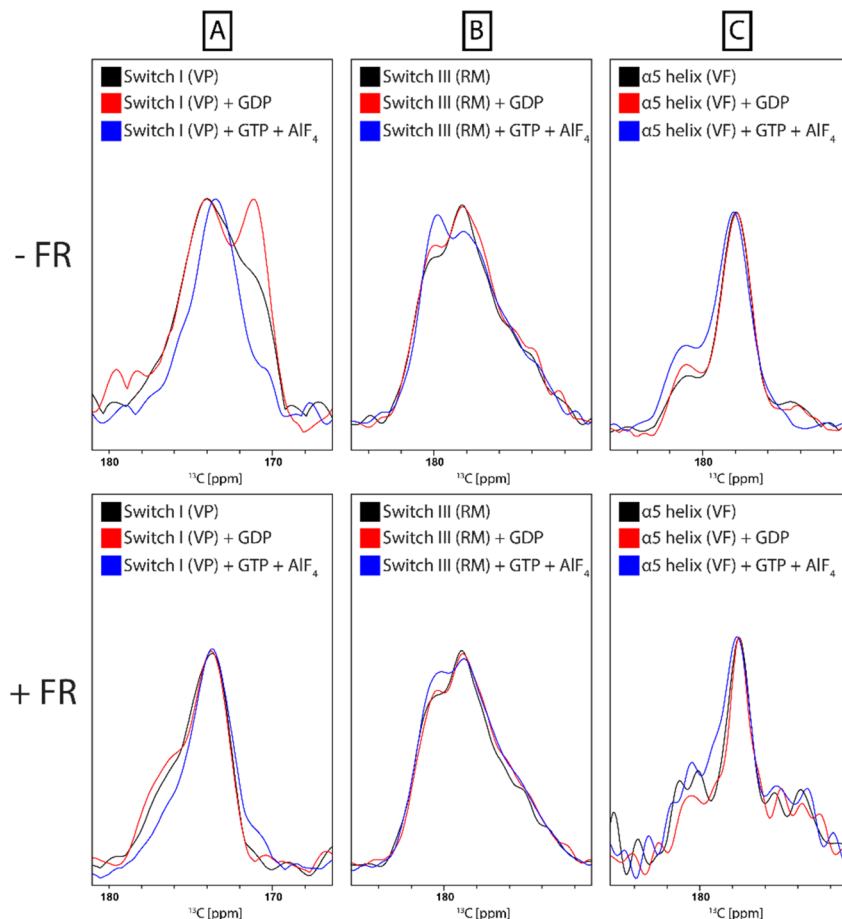 A
B
C
- FR
Switch I (VP)
Switch I (VP) + GDP
Switch I (VP) + GTP + AlF4
180
170
13C [ppm]
Switch III (RM)
Switch III (RM) + GDP
Switch III (RM) + GTP + AlF4
180
13C [ppm]
α5 helix (VF)
α5 helix (VF) + GDP
α5 helix (VF) + GTP + AlF4
180
13C [ppm]
+ FR
Switch I (VP)
Switch I (VP) + GDP
Switch I (VP) + GTP + AlF4
180
170
13C [ppm]
Switch III (RM)
Switch III (RM) + GDP
Switch III (RM) + GTP + AlF4
180
13C [ppm]
α5 helix (VF)
α5 helix (VF) + GDP
α5 helix (VF) + GTP + AlF4
180
13C [ppm]